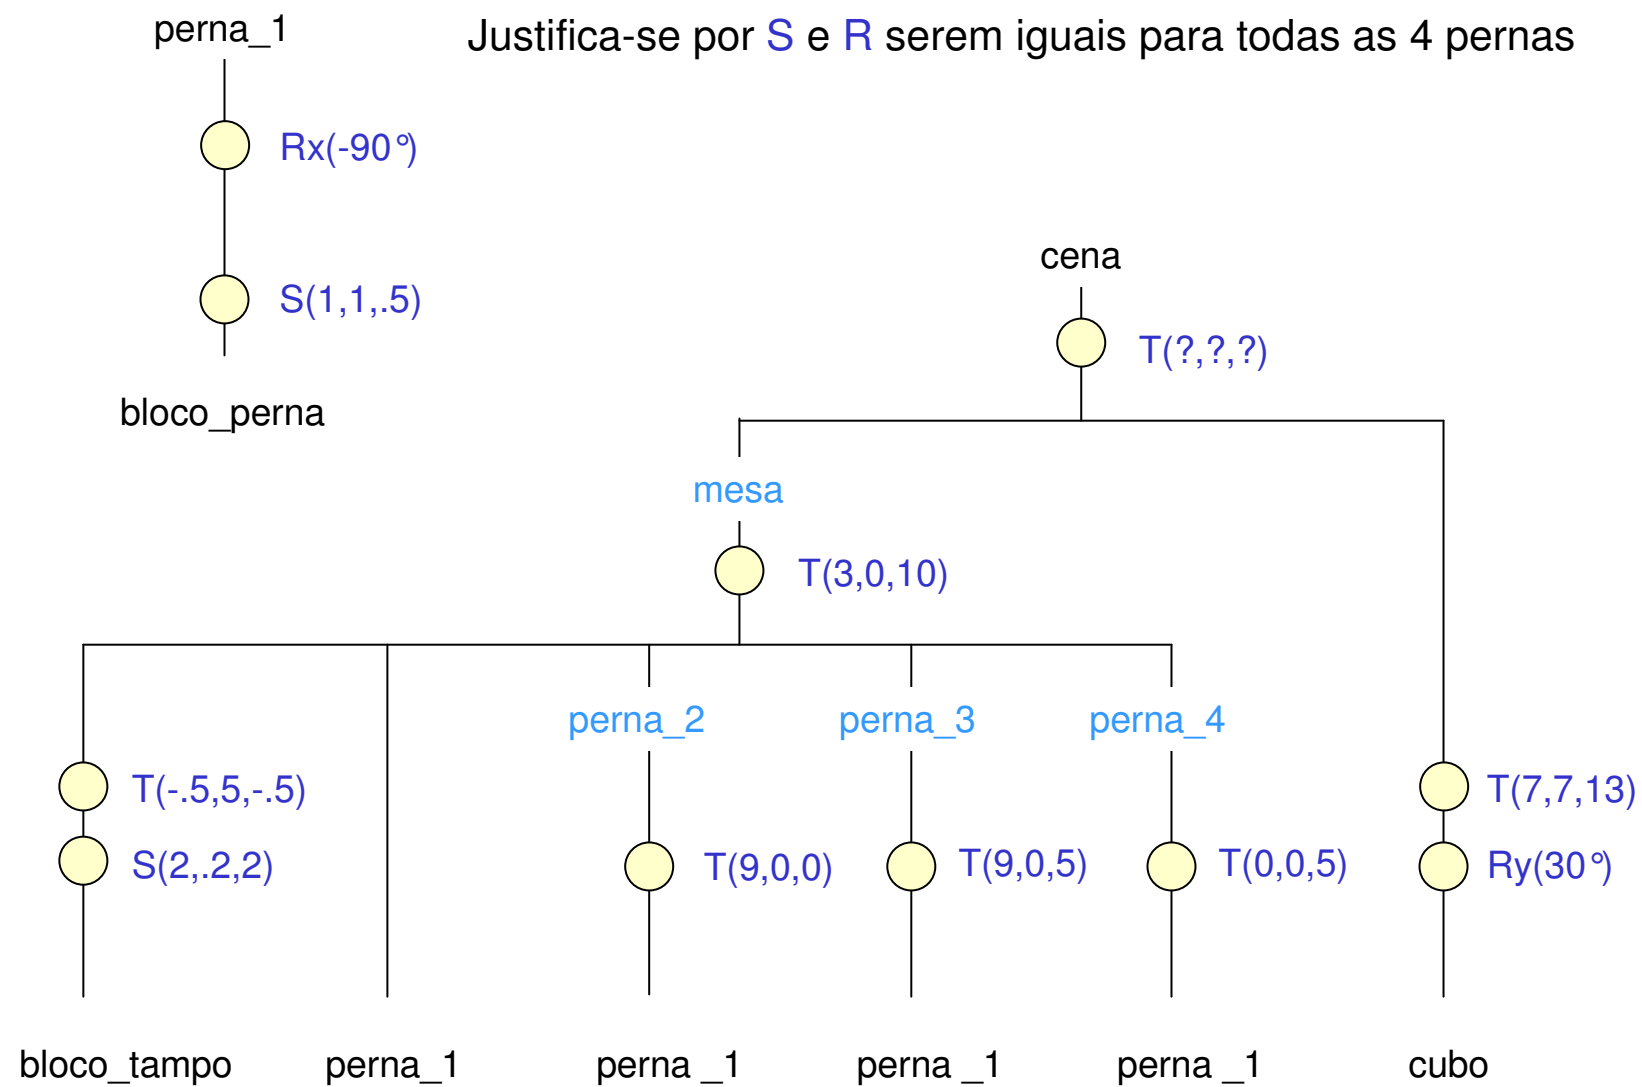 perna_1
Justifica-se por S e R serem iguais para todas as 4 pernas
Rx(-90°)
S(1,1,.5)
bloco_perna
cena
T(?,?,?)
mesa
T(3,0,10)
perna_2
perna_3
perna_4
T(-.5,5,-.5)
S(2,.2,2)
T(9,0,0)
T(9,0,5)
T(0,0,5)
T(7,7,13)
Ry(30°)
bloco_tampo
perna_1
perna _1
perna _1
perna _1
cubo